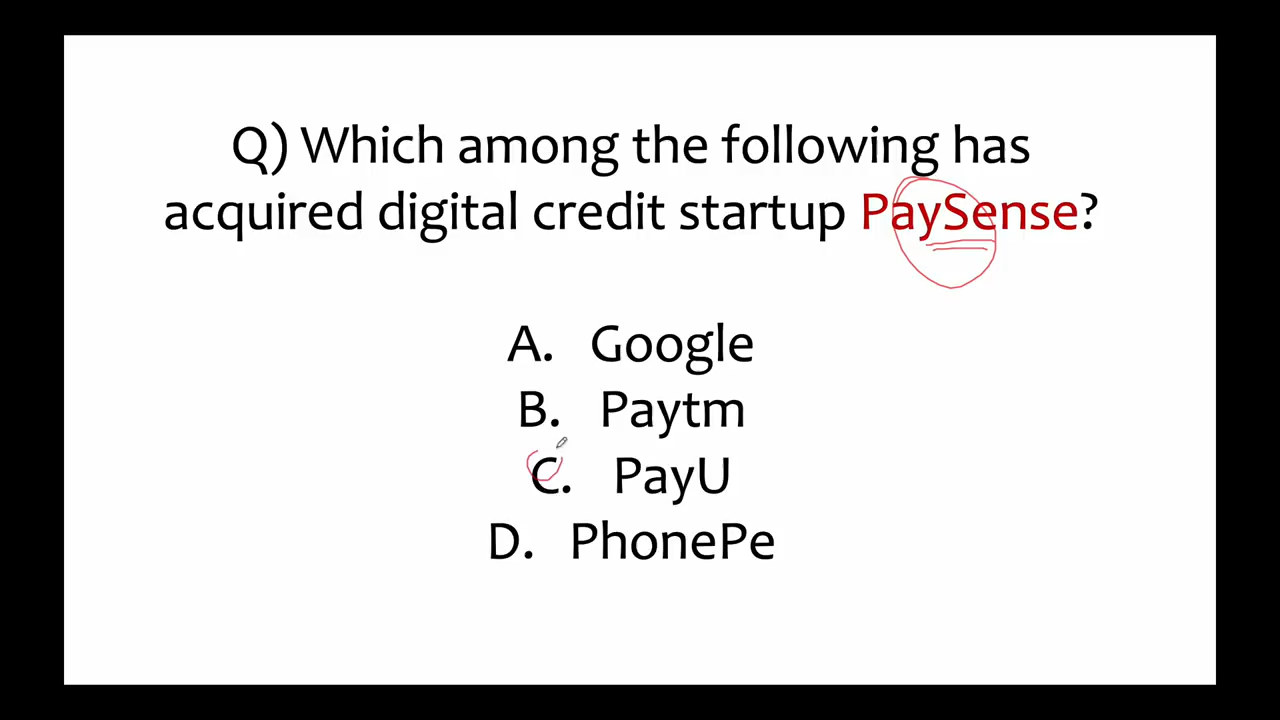 Q) Which among the following has
acquired digital credit startup PaySense?
A. Google
B. Paytm
C. PayU
D. PhonePe